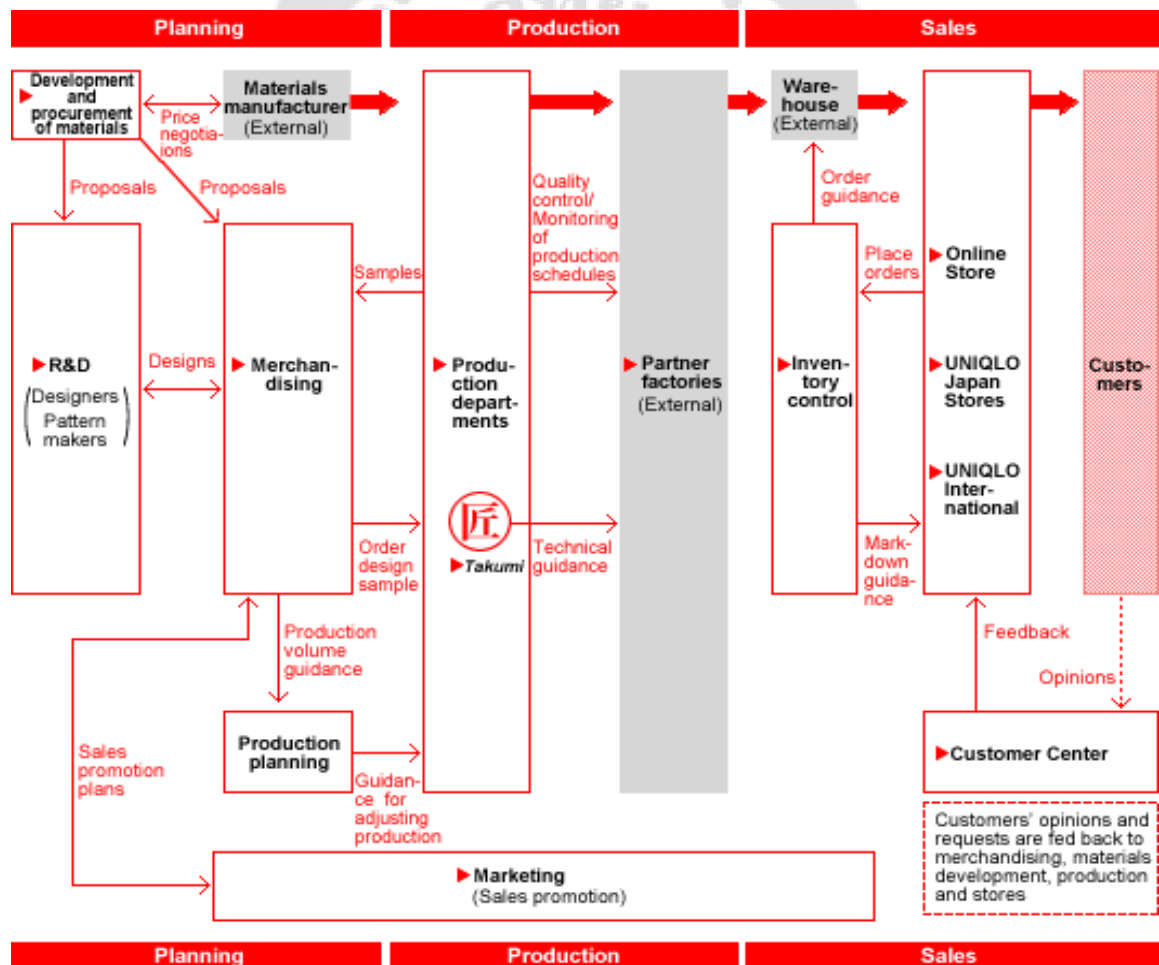 Planning
Production
Sales
Development
and
procurement
of materials
Price
negotia-
ions
Materials
manufacturer
(External)
Ware-
house
(External)
Proposals
Proposals
Quality
control/
Monitoring
of
production
schedules
Order
guidance
Samples
Place
orders
Online
Store
R&D
(Designers
Pattern
makers)
Designs
Merchan-
dising
Produ-
ction
depart-
ments
Partner
factories
(External)
Inven-
tory
control
UNIQLO
Japan
Stores
Custo-
mers
UNIQLO
Inter-
national
匠
Takumi
Order
design
sample
Technical
guidance
Mark-
down
guida-
nce
Production
volume
guidance
Feedback
Opinions
Sales
promotion
plans
Production
planning
Guidan-
ce for
adjusting
production
Customer Center
Customers' opinions and
requests are fed back to
merchandising, materials
development, production
and stores
Marketing
(Sales promotion)
Planning
Production
Sales